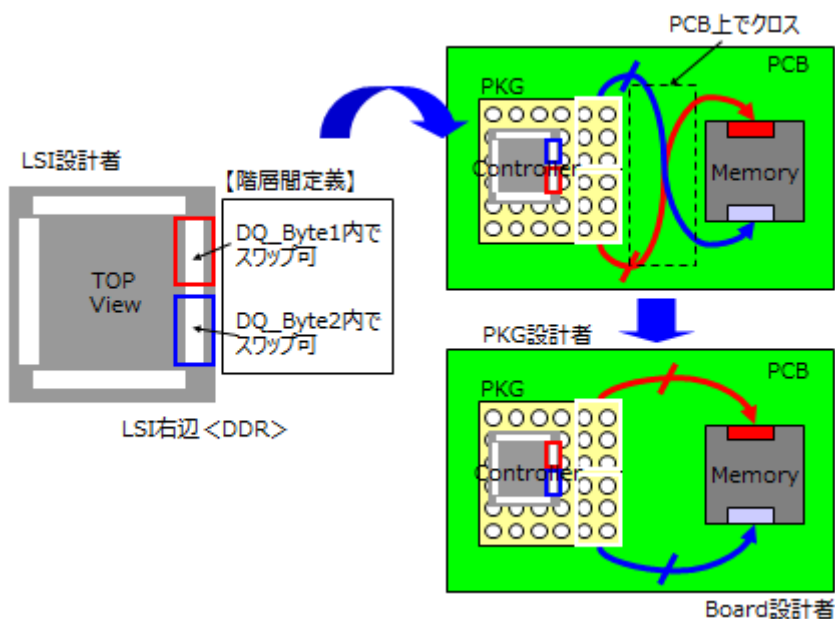 PCB上でクロス
PKG
PCB
Controller
Memory
LSI設計者
【階層間定義】
DQ_Byte1内で
スワップ可
TOP
View
DQ_Byte2内で
スワップ可
LSI右辺<DDR>
PKG設計者
PKG
PCB
Controller
Memory
Board設計者